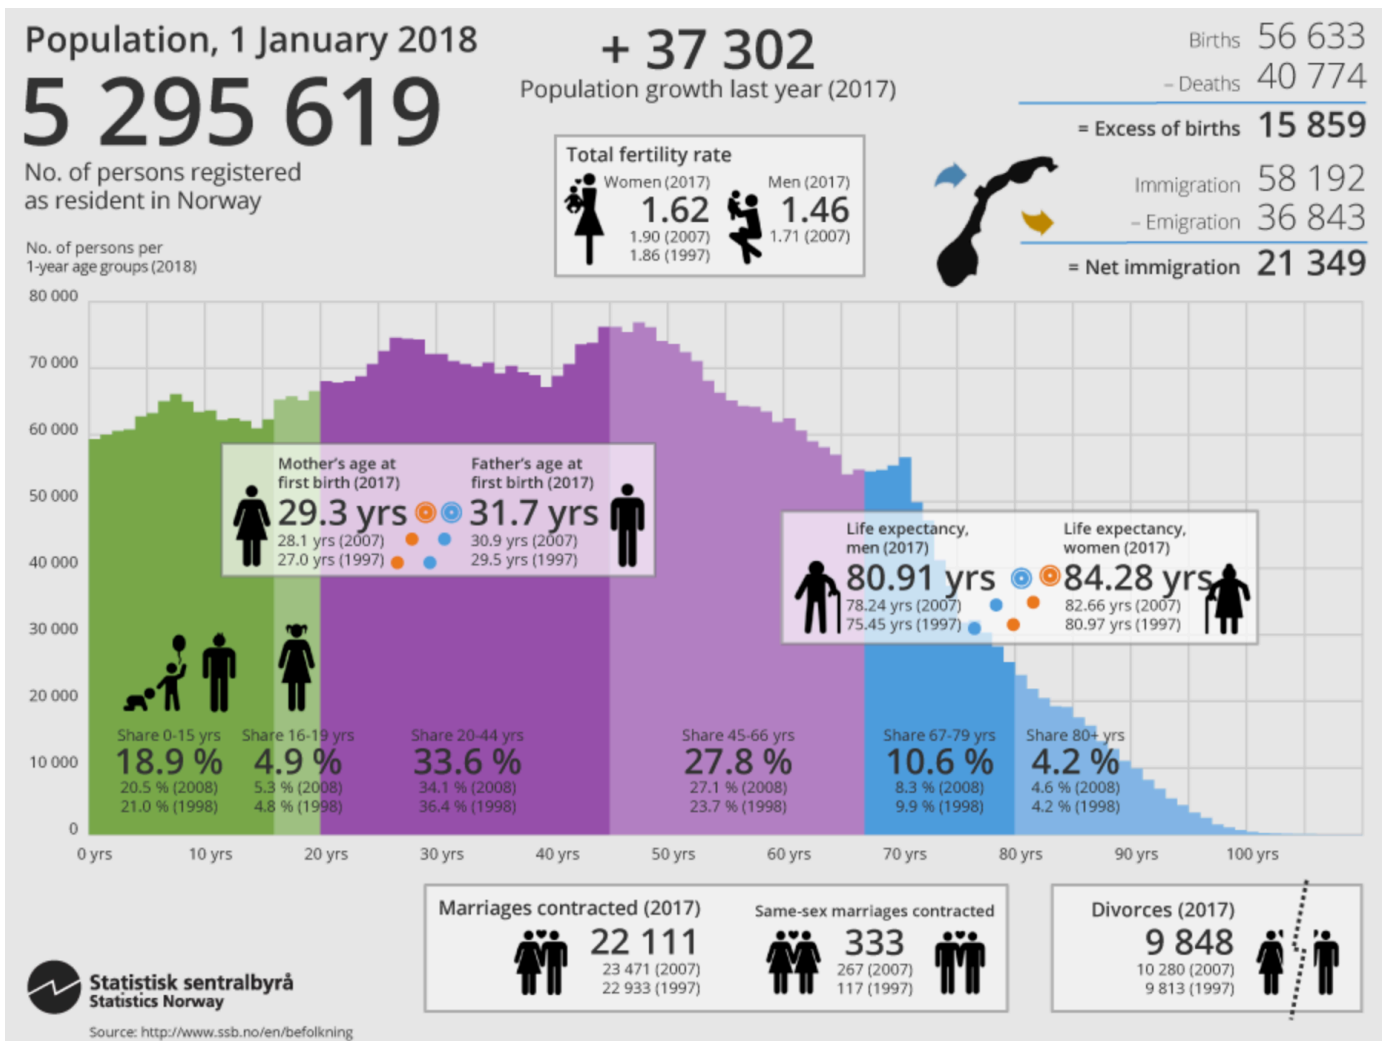 Population, 1 January 2018
5 295 619
No. of persons registered
as resident in Norway
+ 37 302
Population growth last year (2017)
Births 56 633
– Deaths 40 774
= Excess of births 15 859
Immigration 58 192
– Emigration 36 843
= Net immigration 21 349
Total fertility rate
Women (2017)
1.62
1.90 (2007)
1.86 (1997)
Men (2017)
1.46
1.71 (2007)
No. of persons per
1-year age groups (2018)
80 000
70 000
60 000
50 000
40 000
30 000
20 000
10 000
0
Mother's age at
first birth (2017)
29.3 yrs
28.1 yrs (2007)
27.0 yrs (1997)
Father's age at
first birth (2017)
31.7 yrs
30.9 yrs (2007)
29.5 yrs (1997)
Life expectancy,
men (2017)
80.91 yrs
78.24 yrs (2007)
75.45 yrs (1997)
Life expectancy,
women (2017)
84.28 yrs
82.66 yrs (2007)
80.97 yrs (1997)
Share 0-15 yrs
18.9 %
20.5 % (2008)
21.0 % (1998)
Share 16-19 yrs
4.9 %
5.3 % (2008)
4.8 % (1998)
Share 20-44 yrs
33.6 %
34.1 % (2008)
36.4 % (1998)
Share 45-66 yrs
27.8 %
27.1 % (2008)
23.7 % (1998)
Share 67-79 yrs
10.6 %
8.3 % (2008)
9.9 % (1998)
Share 80+ yrs
4.2 %
4.6 % (2008)
4.2 % (1998)
0 yrs
10 yrs
20 yrs
30 yrs
40 yrs
50 yrs
60 yrs
70 yrs
80 yrs
90 yrs
100 yrs
Marriages contracted (2017)
22 111
23 471 (2007)
22 933 (1997)
Same-sex marriages contracted
333
267 (2007)
117 (1997)
Divorces (2017)
9 848
10 280 (2007)
9 813 (1997)
Statistisk sentralbyrå
Statistics Norway
Source: http://www.ssb.no/en/befolkning